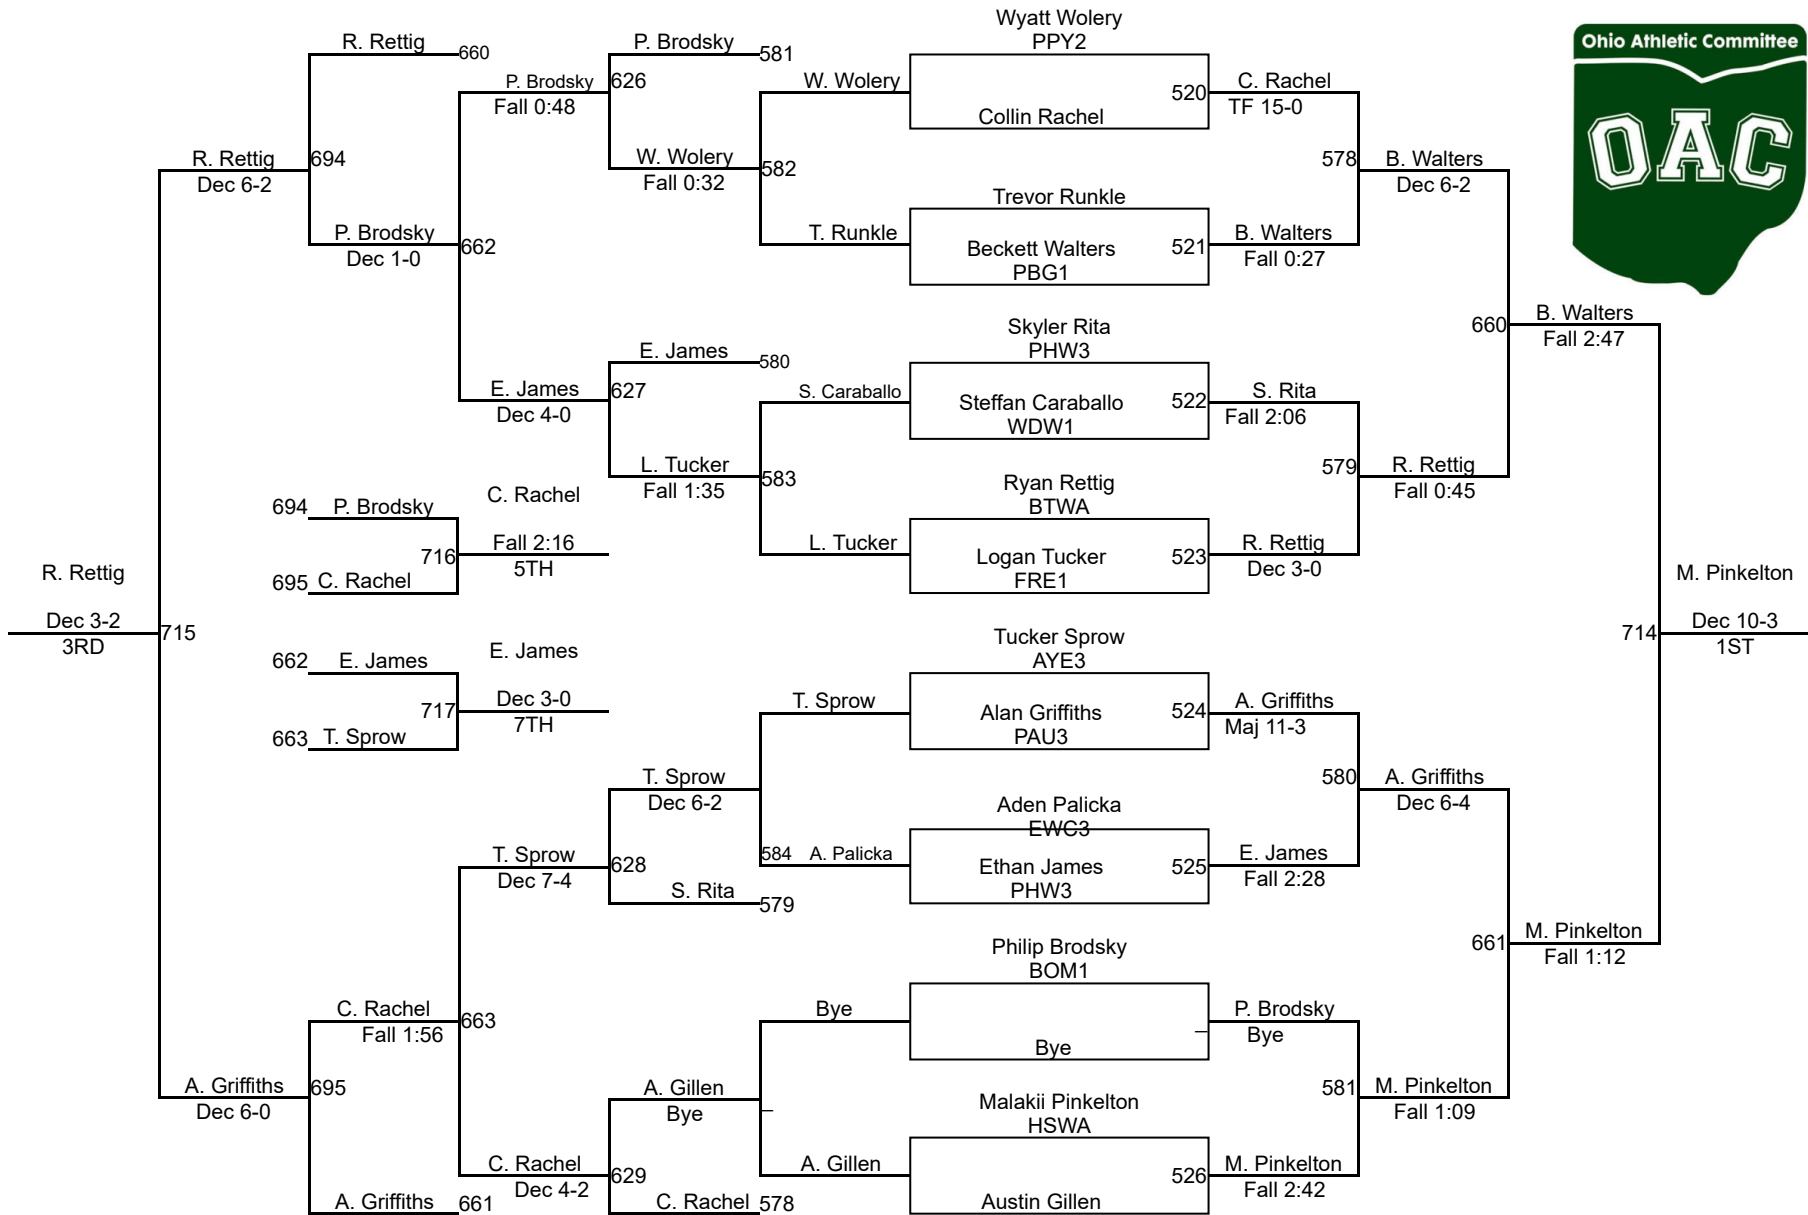 Wyatt Wolery
PPY2
Ohio Athletic Committee
OAC
R. Rettig
660
P. Brodsky
581
P. Brodsky
626
W. Wolery
520
C. Rachel
Fall 0:48
TF 15-0
Collin Rachel
R. Rettig
694
W. Wolery
582
578
B. Walters
Dec 6-2
Fall 0:32
Dec 6-2
Trevor Runkle
P. Brodsky
662
T. Runkle
Beckett Walters
521
B. Walters
Dec 1-0
PBG1
Fall 0:27
B. Walters
660
Fall 2:47
Skyler Rita
PHW3
E. James
580
E. James
627
S. Caraballo
Steffan Caraballo
522
S. Rita
Dec 4-0
WDW1
Fall 2:06
L. Tucker
583
579
R. Rettig
Fall 1:35
Fall 0:45
Ryan Rettig
BTWA
C. Rachel
694
P. Brodsky
716
Fall 2:16
L. Tucker
Logan Tucker
523
R. Rettig
5TH
FRE1
Dec 3-0
695
C. Rachel
R. Rettig
M. Pinkelton
Dec 3-2
715
714
Dec 10-3
3RD
1ST
Tucker Sprow
AYE3
662
E. James
E. James
717
Dec 3-0
T. Sprow
Alan Griffiths
524
A. Griffiths
7TH
PAU3
Maj 11-3
663
T. Sprow
T. Sprow
580
A. Griffiths
Dec 6-2
Dec 6-4
Aden Palicka
EWC3
T. Sprow
628
584
A. Palicka
Ethan James
525
E. James
Dec 7-4
PHW3
Fall 2:28
S. Rita
579
661
M. Pinkelton
Fall 1:12
Philip Brodsky
BOM1
C. Rachel
663
Bye
P. Brodsky
Fall 1:56
Bye
Bye
A. Griffiths
695
A. Gillen
581
M. Pinkelton
Dec 6-0
Bye
Fall 1:09
Malakii Pinkelton
HSWA
C. Rachel
629
A. Gillen
526
M. Pinkelton
Dec 4-2
Fall 2:42
A. Griffiths
661
C. Rachel
578
Austin Gillen